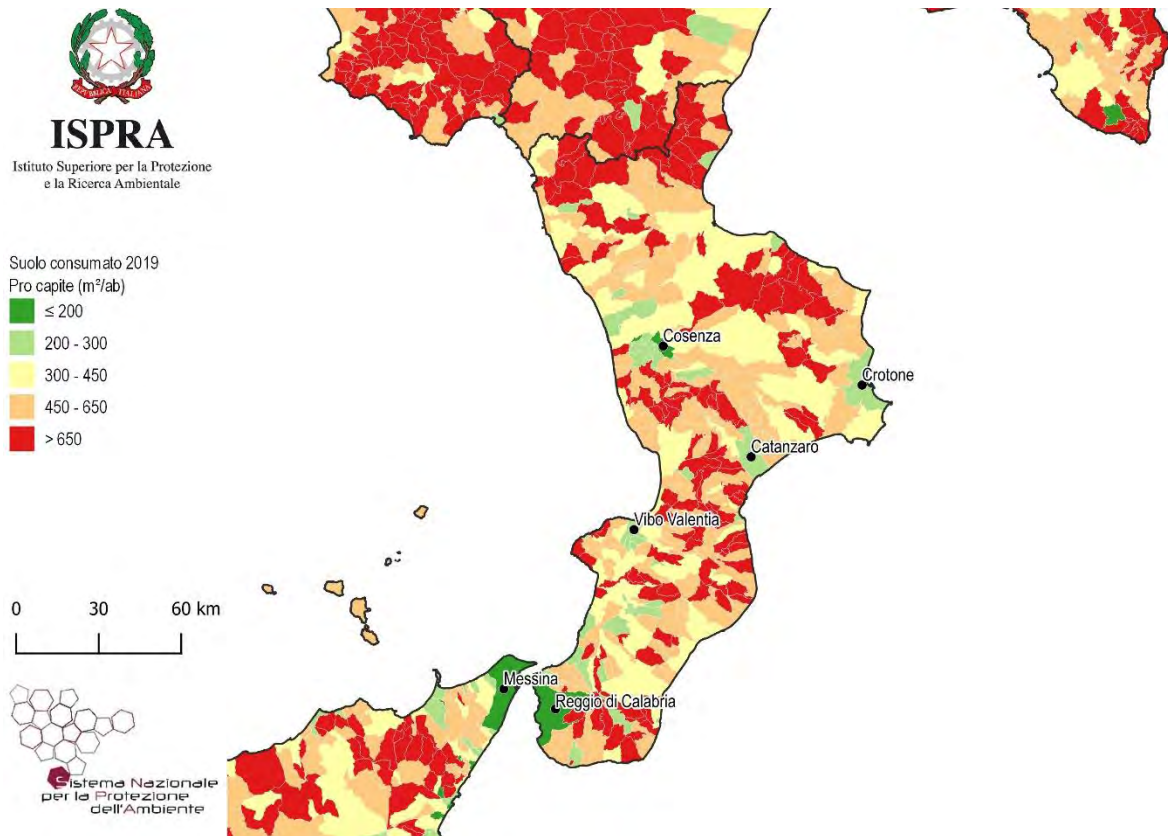 REPVBBLICA ITALIANA
ISPRA
Istituto Superiore per la Protezione
e la Ricerca Ambientale
Suolo consumato 2019
Pro capite (m²/ab)
≤ 200
200 - 300
300 - 450
450 - 650
> 650
Cosenza
Crotone
Catanzaro
Vibo Valentia
0 30 60 km
Messina
Reggio di Calabria
Sistema Nazionale
per la Protezione
dell'Ambiente